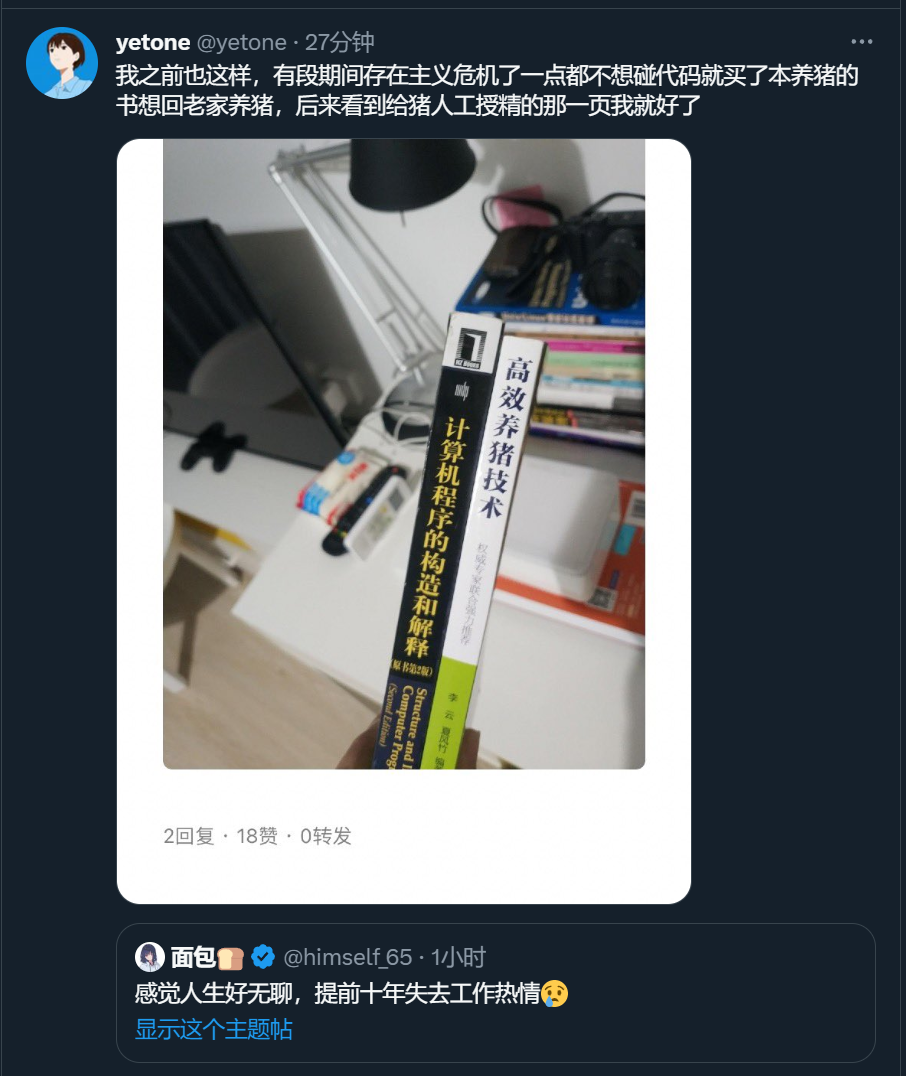 yetone @yetone · 27分钟
我之前也这样，有段期间存在主义危机了一点都不想碰代码就买了本养猪的
书想回老家养猪，后来看到给猪人工授精的那一页我就好了
计算机程序的构造和解释
(原书第2版)
Structure and I
Computer Progr
(Second Edition)
高效养猪技术
权威专家联合强力推荐
李云 夏风竹
2回复 · 18赞 · 0转发
面包🍞 @himself_65 · 1小时
感觉人生好无聊，提前十年失去工作热情😢
显示这个主题帖